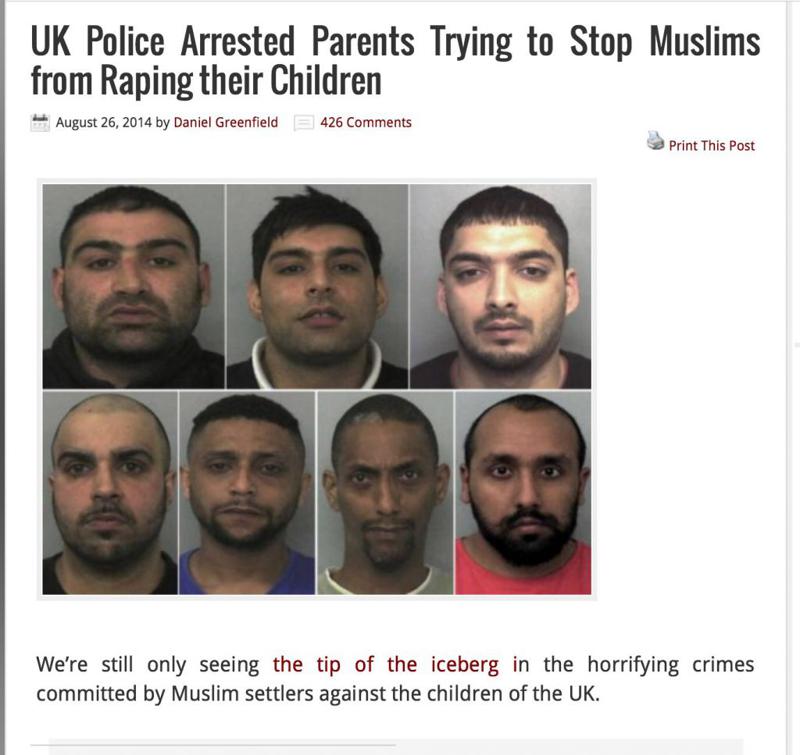 UK Police Arrested Parents Trying to Stop Muslims
from Raping their Children
August 26, 2014 by Daniel Greenfield 426 Comments
Print This Post
We're still only seeing the tip of the iceberg in the horrifying crimes
committed by Muslim settlers against the children of the UK.